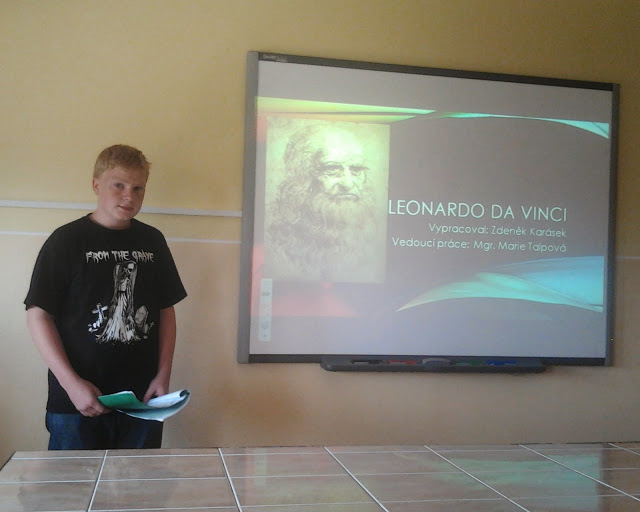 FROM THE GRAVE
LEONARDO DA VINCI
Vypracoval: Zdeněk Karásek
Vedoucí práce: Mgr. Marie Talpová